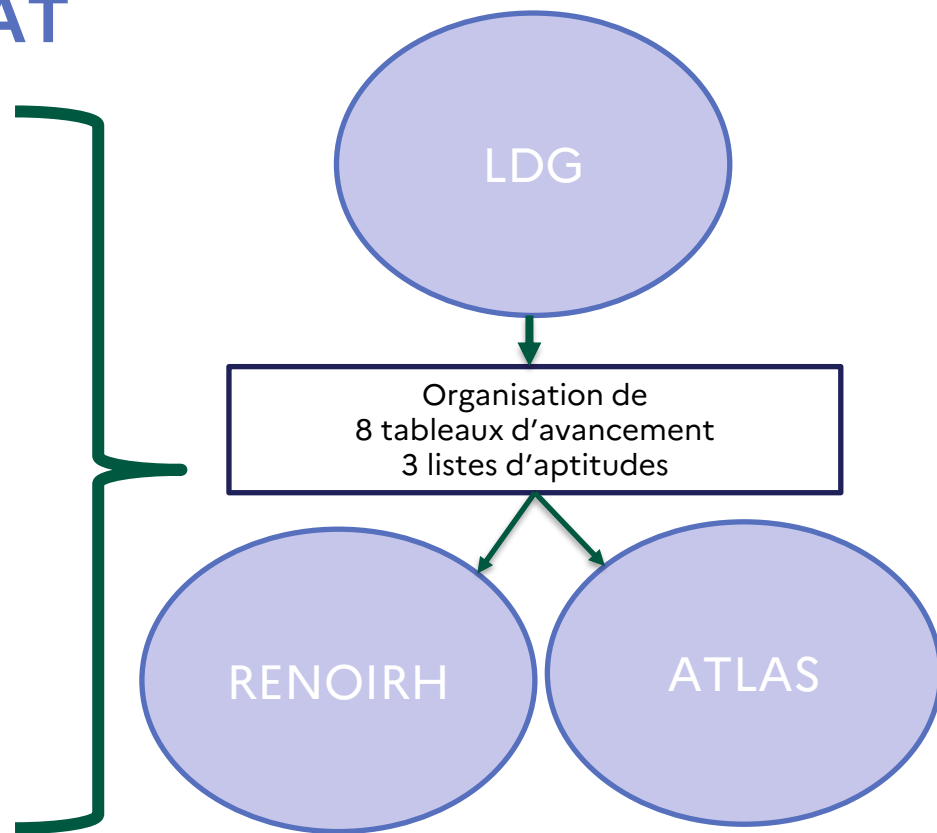 AT
LDG
Organisation de
8 tableaux d’avancement
3 listes d’aptitudes
RENOIRH
ATLAS